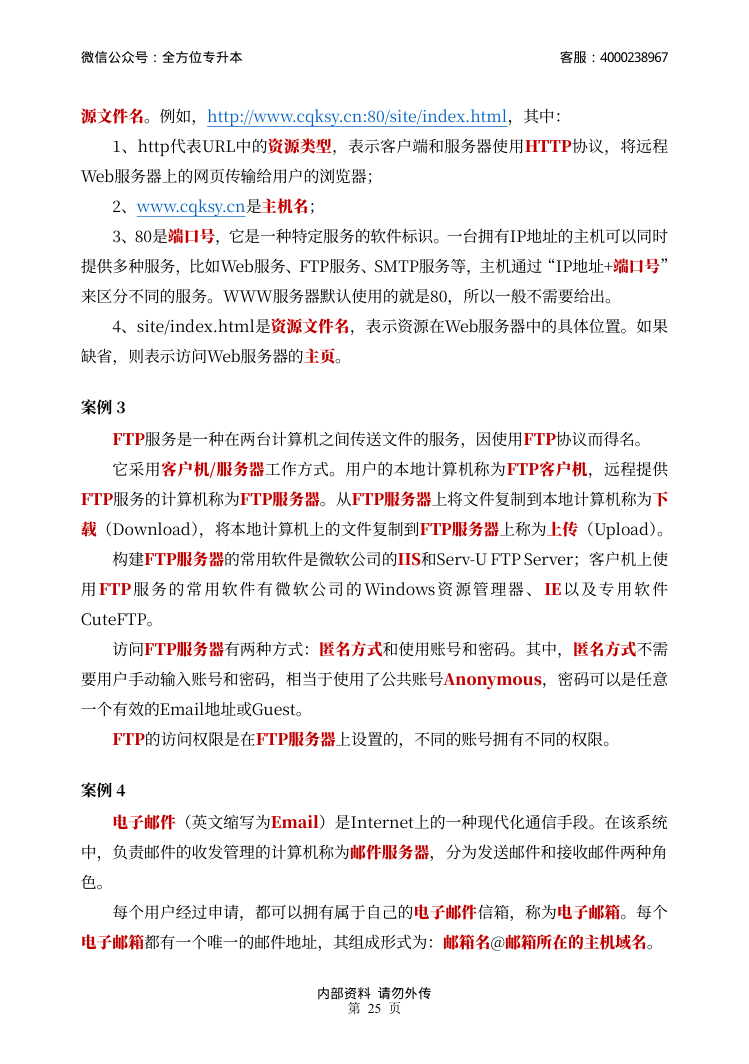 微信公众号：全方位专升本 客服：4000238967
源文件名。例如，http://www.cqksy.cn:80/site/index.html，其中：
1、http代表URL中的资源类型，表示客户端和服务器使用HTTP协议，将远程
Web服务器上的网页传输给用户的浏览器；
2、www.cqksy.cn是主机名；
3、80是端口号，它是一种特定服务的软件标识。一台拥有IP地址的主机可以同时
提供多种服务，比如Web服务、FTP服务、SMTP服务等，主机通过“IP地址+端口号”
来区分不同的服务。WWW服务器默认使用的就是80，所以一般不需要给出。
4、site/index.html是资源文件名，表示资源在Web服务器中的具体位置。如果
缺省，则表示访问Web服务器的主页。
案例 3
FTP服务是一种在两台计算机之间传送文件的服务，因使用FTP协议而得名。
它采用客户机/服务器工作方式。用户的本地计算机称为FTP客户机，远程提供
FTP服务的计算机称为FTP服务器。从FTP服务器上将文件复制到本地计算机称为下
载（Download），将本地计算机上的文件复制到FTP服务器上称为上传（Upload）。
构建FTP服务器的常用软件是微软公司的IIS和Serv-U FTP Server；客户机上使
用FTP服务的常用软件有微软公司的Windows资源管理器、IE以及专用软件
CuteFTP。
访问FTP服务器有两种方式：匿名方式和使用账号和密码。其中，匿名方式不需
要用户手动输入账号和密码，相当于使用了公共账号Anonymous，密码可以是任意
一个有效的Email地址或Guest。
FTP的访问权限是在FTP服务器上设置的，不同的账号拥有不同的权限。
案例 4
电子邮件（英文缩写为Email）是Internet上的一种现代化通信手段。在该系统
中，负责邮件的收发管理的计算机称为邮件服务器，分为发送邮件和接收邮件两种角
色。
每个用户经过申请，都可以拥有属于自己的电子邮件信箱，称为电子邮箱。每个
电子邮箱都有一个唯一的邮件地址，其组成形式为：邮箱名@邮箱所在的主机域名。
内部资料 请勿外传
第 25 页